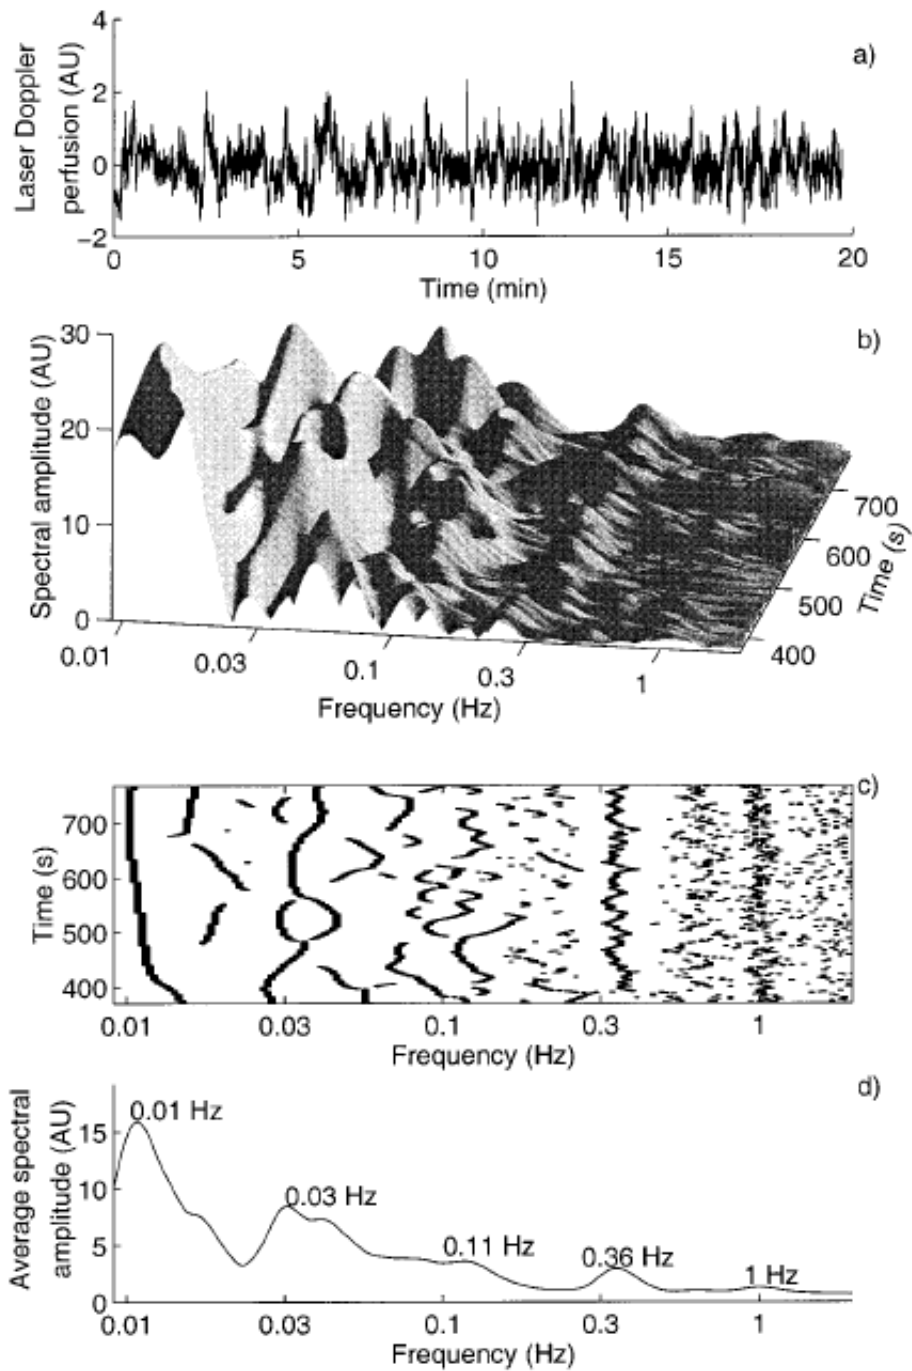 a)
Laser Doppler
perfusion (AU)
4
2
0
−2
0 5 10 15 20
Time (min)
b)
Spectral amplitude (AU)
30
20
10
0
0.01 0.03 0.1 0.3 1
Frequency (Hz)
700
600
500
400
Time (s)
c)
Time (s)
700
600
500
400
0.01 0.03 0.1 0.3 1
Frequency (Hz)
d)
Average spectral
amplitude (AU)
15
10
5
0
0.01 Hz
0.03 Hz
0.11 Hz
0.36 Hz
1 Hz
0.01 0.03 0.1 0.3 1
Frequency (Hz)